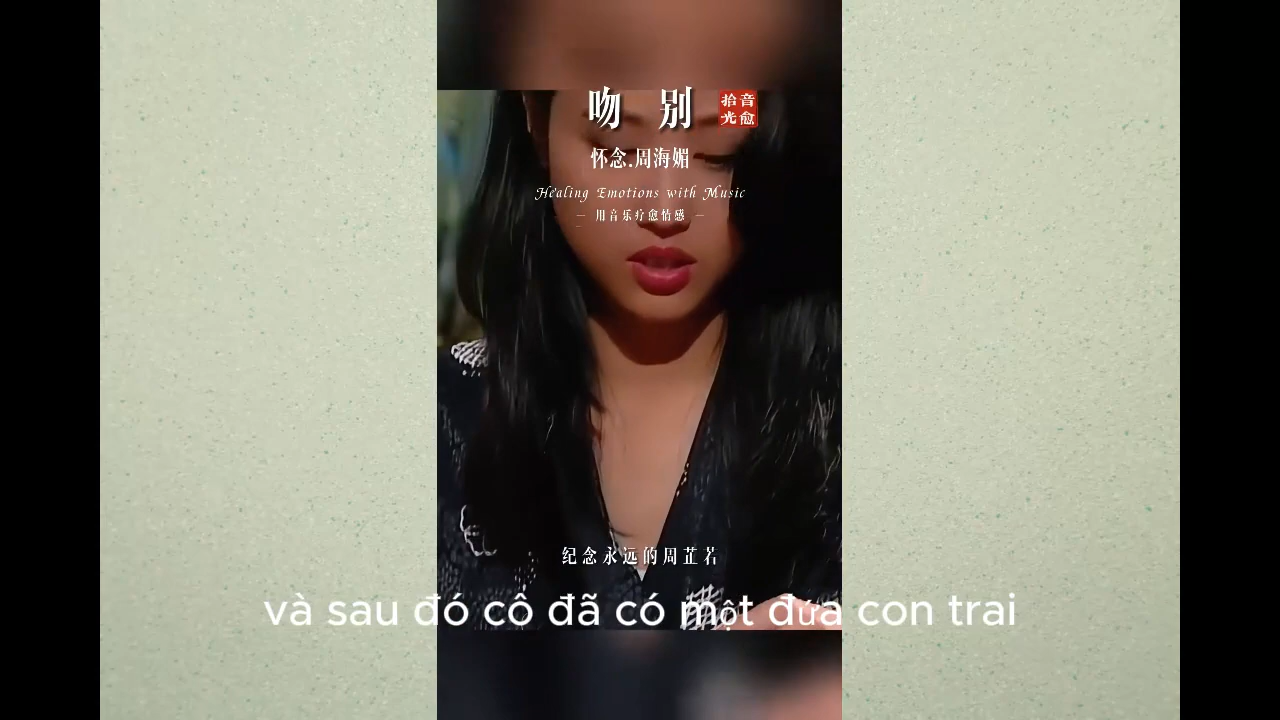 吻别
拾音
光愈
怀念.周海媚
Healing Emotions with Music
— 用音乐疗愈情感 —
纪念永远的周芷若
và sau đó cô đã có một đứa con trai